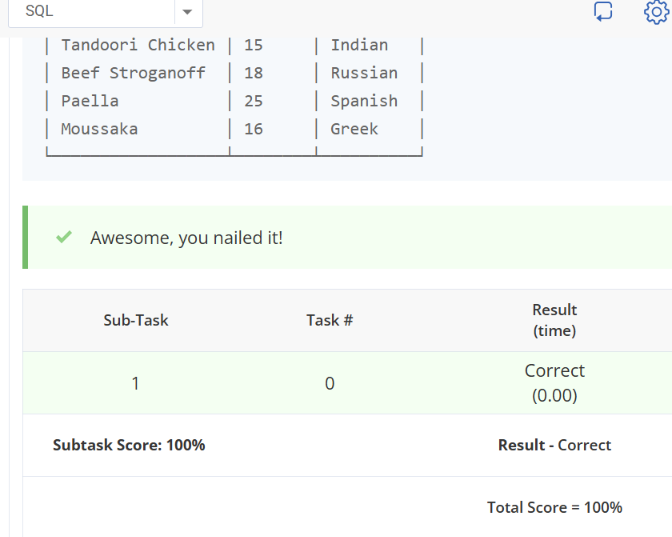 SQL
| Tandoori Chicken | 15 | Indian |
| Beef Stroganoff | 18 | Russian |
| Paella | 25 | Spanish |
| Moussaka | 16 | Greek |
Awesome, you nailed it!
Sub-Task Task # Result (time)
1 0 Correct (0.00)
Subtask Score: 100% Result - Correct
Total Score = 100%